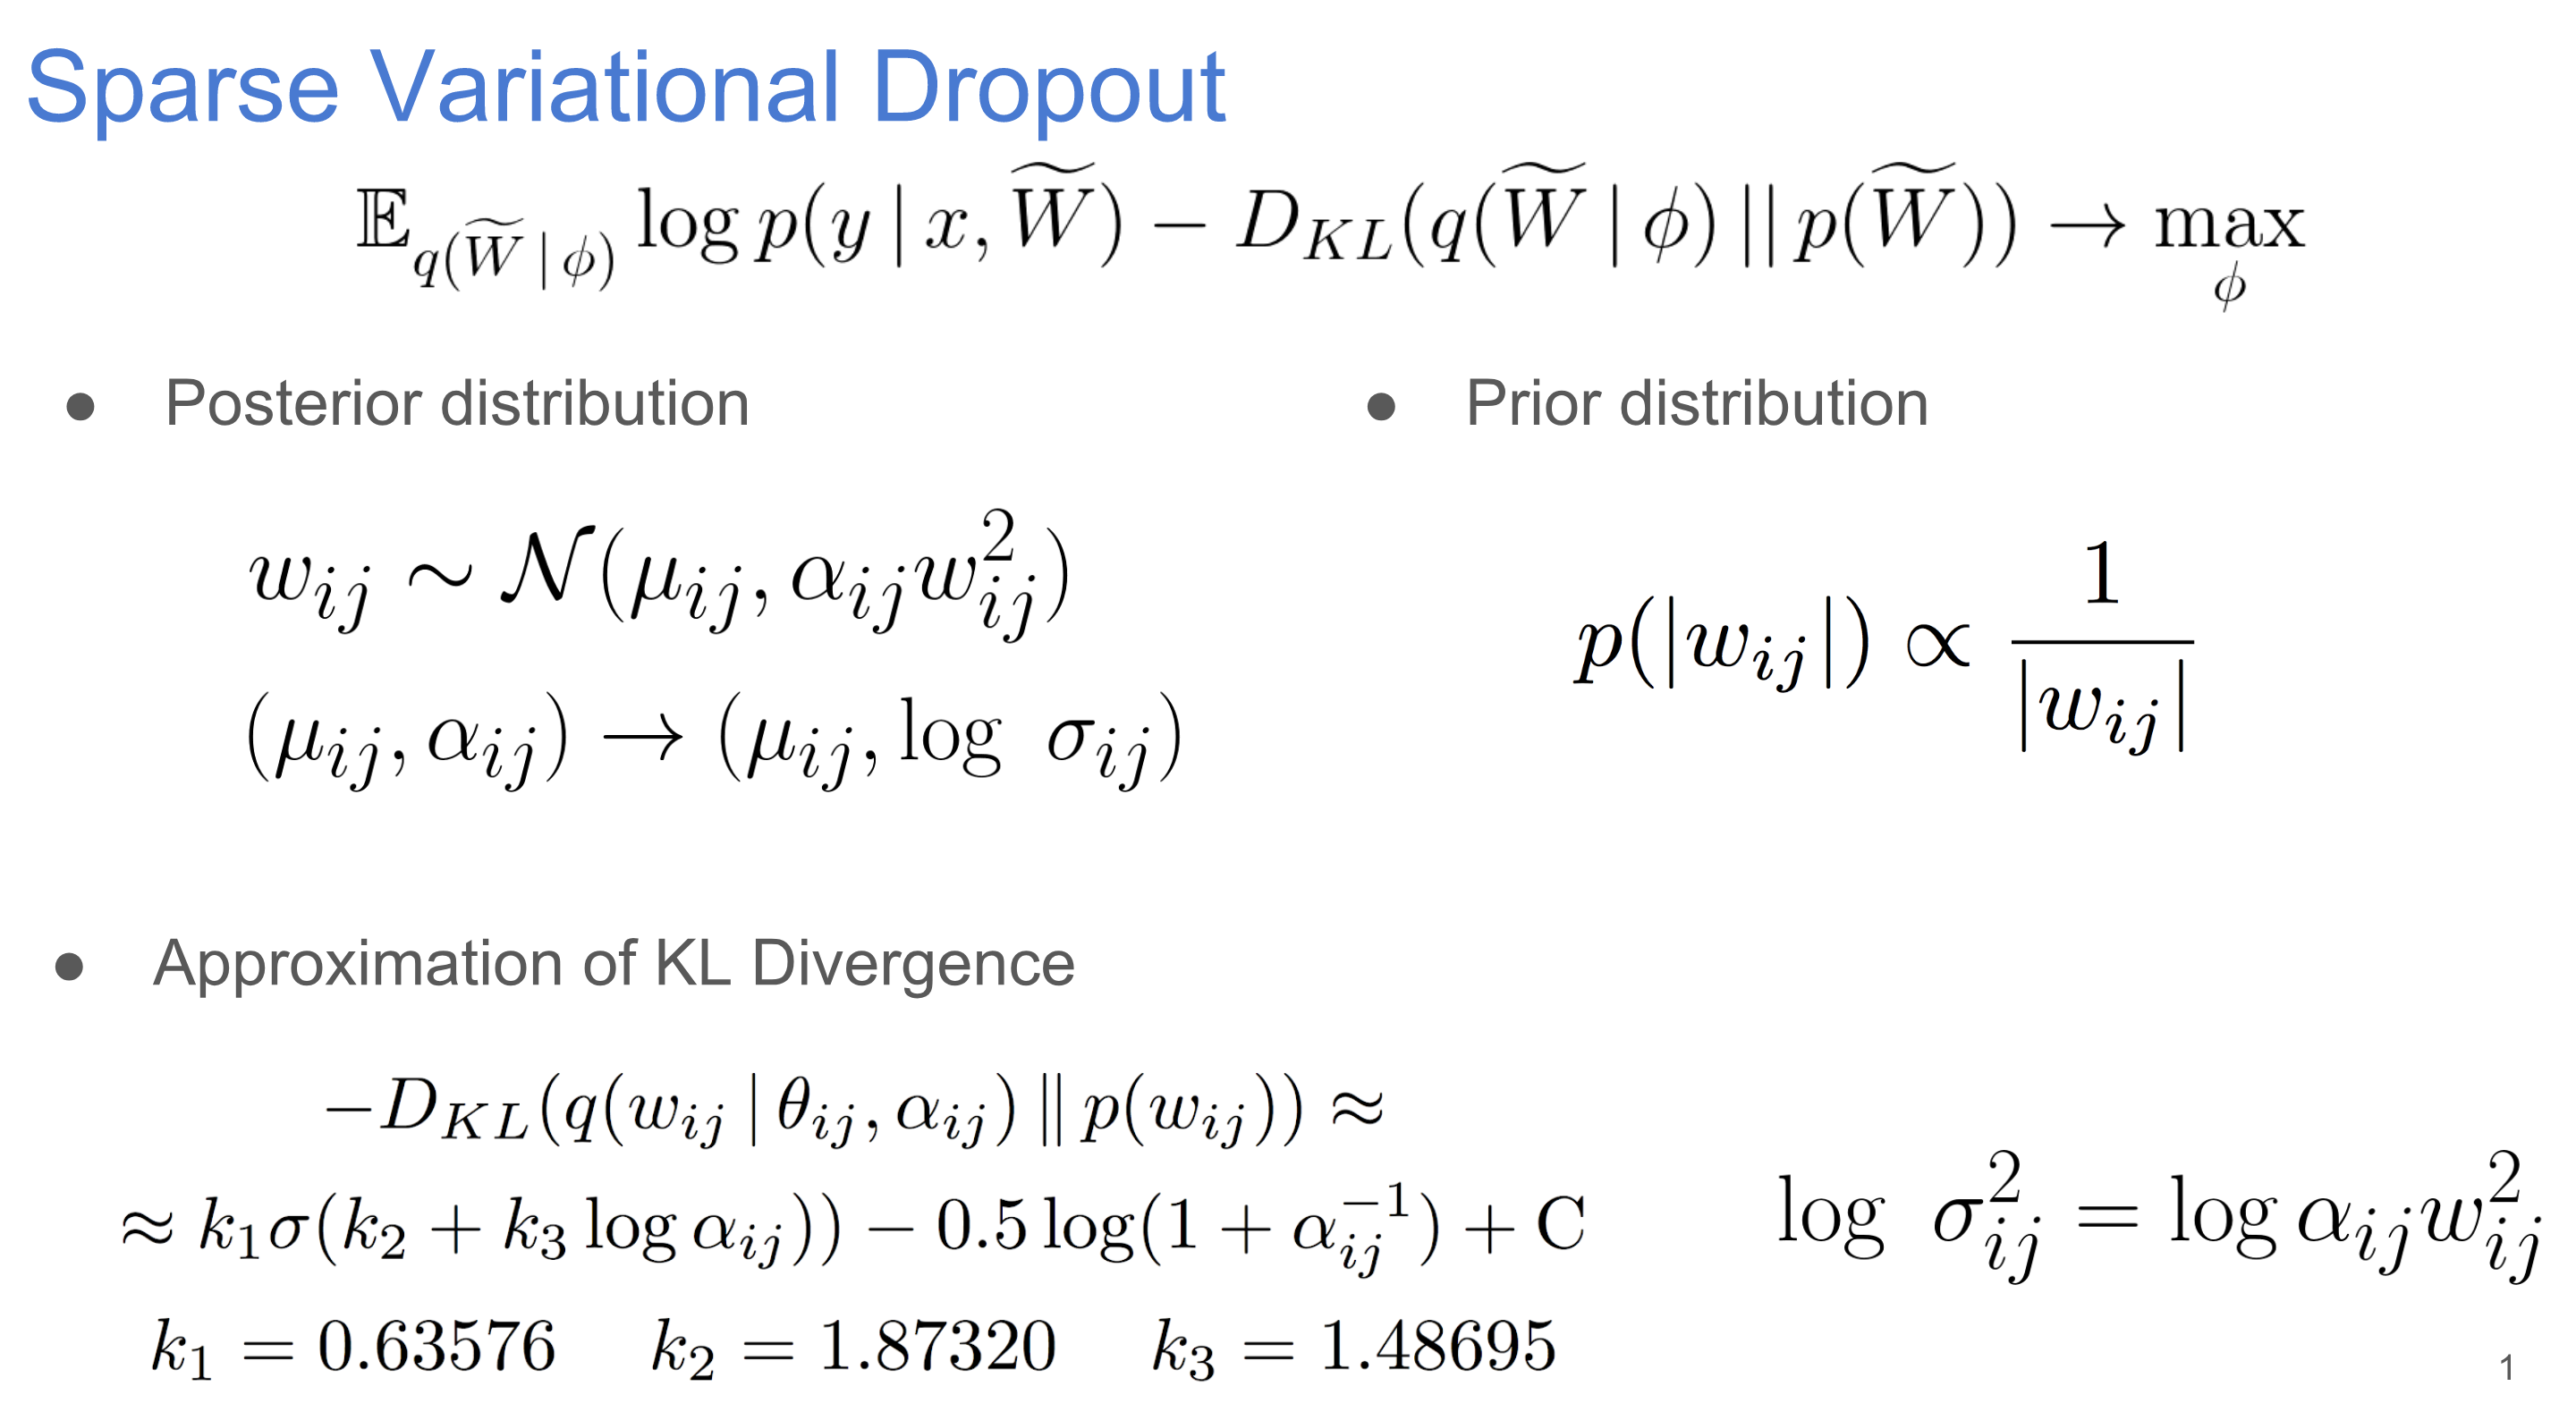 Sparse Variational Dropout
$\mathbb{E}_{q(\widetilde{W} \,|\, \phi)} \log p(y \,|\, x, \widetilde{W}) - D_{KL}(q(\widetilde{W} \,|\, \phi) \,||\, p(\widetilde{W})) \to \max_{\phi}$
● Posterior distribution
$w_{ij} \sim \mathcal{N}(\mu_{ij}, \alpha_{ij} w_{ij}^2)$
$(\mu_{ij}, \alpha_{ij}) \to (\mu_{ij}, \log \ \sigma_{ij})$
● Prior distribution
$p(|w_{ij}|) \propto \frac{1}{|w_{ij}|}$
● Approximation of KL Divergence
$-D_{KL}(q(w_{ij} \,|\, \theta_{ij}, \alpha_{ij}) \,\|\, p(w_{ij})) \approx$
$\approx k_1 \sigma(k_2 + k_3 \log \alpha_{ij})) - 0.5 \log(1 + \alpha_{ij}^{-1}) + \mathrm{C}$
$k_1 = 0.63576 \quad k_2 = 1.87320 \quad k_3 = 1.48695$
$\log \ \sigma_{ij}^2 = \log \alpha_{ij} w_{ij}^2$
1